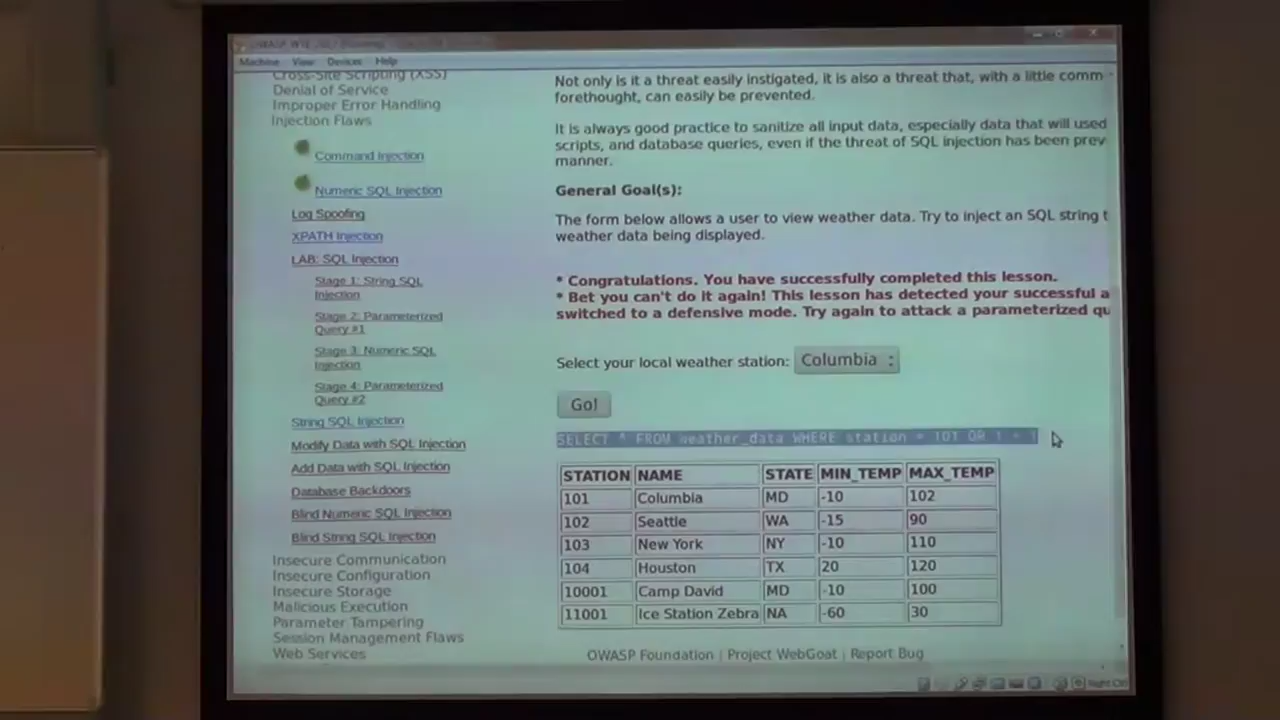 Machine View Devices Help
Cross-Site Scripting (XSS)
Denial of Service
Improper Error Handling
Injection Flaws
Command Injection
Numeric SQL Injection
Log Spoofing
XPATH Injection
LAB: SQL Injection
Stage 1: String SQL
Injection
Stage 2: Parameterized
Query #1
Stage 3: Numeric SQL
Injection
Stage 4: Parameterized
Query #2
String SQL Injection
Modify Data with SQL Injection
Add Data with SQL Injection
Database Backdoors
Blind Numeric SQL Injection
Blind String SQL Injection
Insecure Communication
Insecure Configuration
Insecure Storage
Malicious Execution
Parameter Tampering
Session Management Flaws
Web Services
Not only is it a threat easily instigated, it is also a threat that, with a little comm
forethought, can easily be prevented.
It is always good practice to sanitize all input data, especially data that will used
scripts, and database queries, even if the threat of SQL injection has been prev
manner.
General Goal(s):
The form below allows a user to view weather data. Try to inject an SQL string t
weather data being displayed.
* Congratulations. You have successfully completed this lesson.
* Bet you can't do it again! This lesson has detected your successful a
switched to a defensive mode. Try again to attack a parameterized qu
Select your local weather station: Columbia
Go!
SELECT * FROM weather_data WHERE station = 101 OR 1 = 1
STATION NAME STATE MIN_TEMP MAX_TEMP
101 Columbia MD -10 102
102 Seattle WA -15 90
103 New York NY -10 110
104 Houston TX 20 120
10001 Camp David MD -10 100
11001 Ice Station Zebra NA -60 30
OWASP Foundation | Project WebGoat | Report Bug